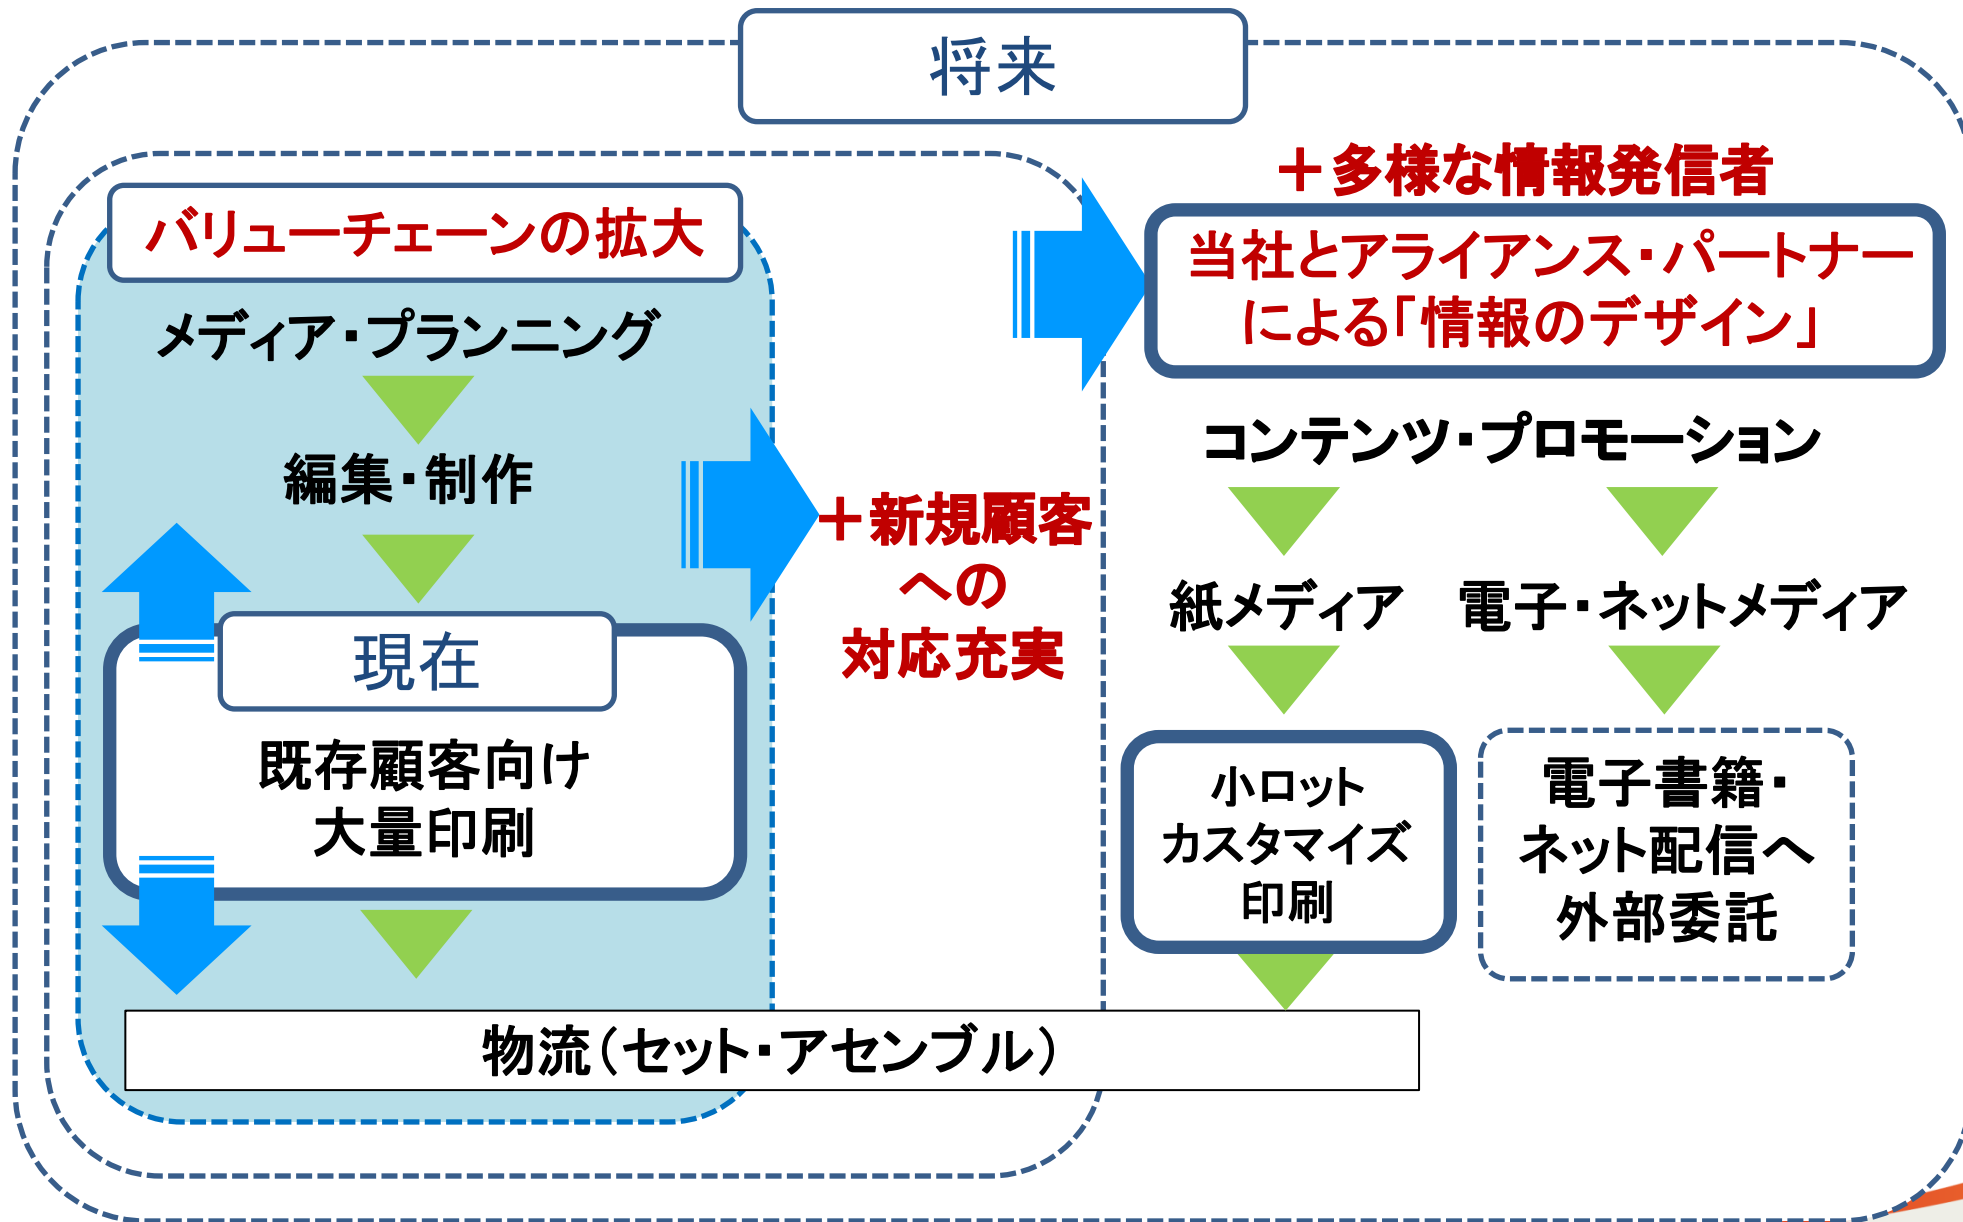 将来
バリューチェーンの拡大
メディア・プランニング
編集・制作
現在
既存顧客向け
大量印刷
＋新規顧客
への
対応充実
＋多様な情報発信者
当社とアライアンス・パートナー
による「情報のデザイン」
コンテンツ・プロモーション
紙メディア
電子・ネットメディア
小ロット
カスタマイズ
印刷
電子書籍・
ネット配信へ
外部委託
物流（セット・アセンブル）